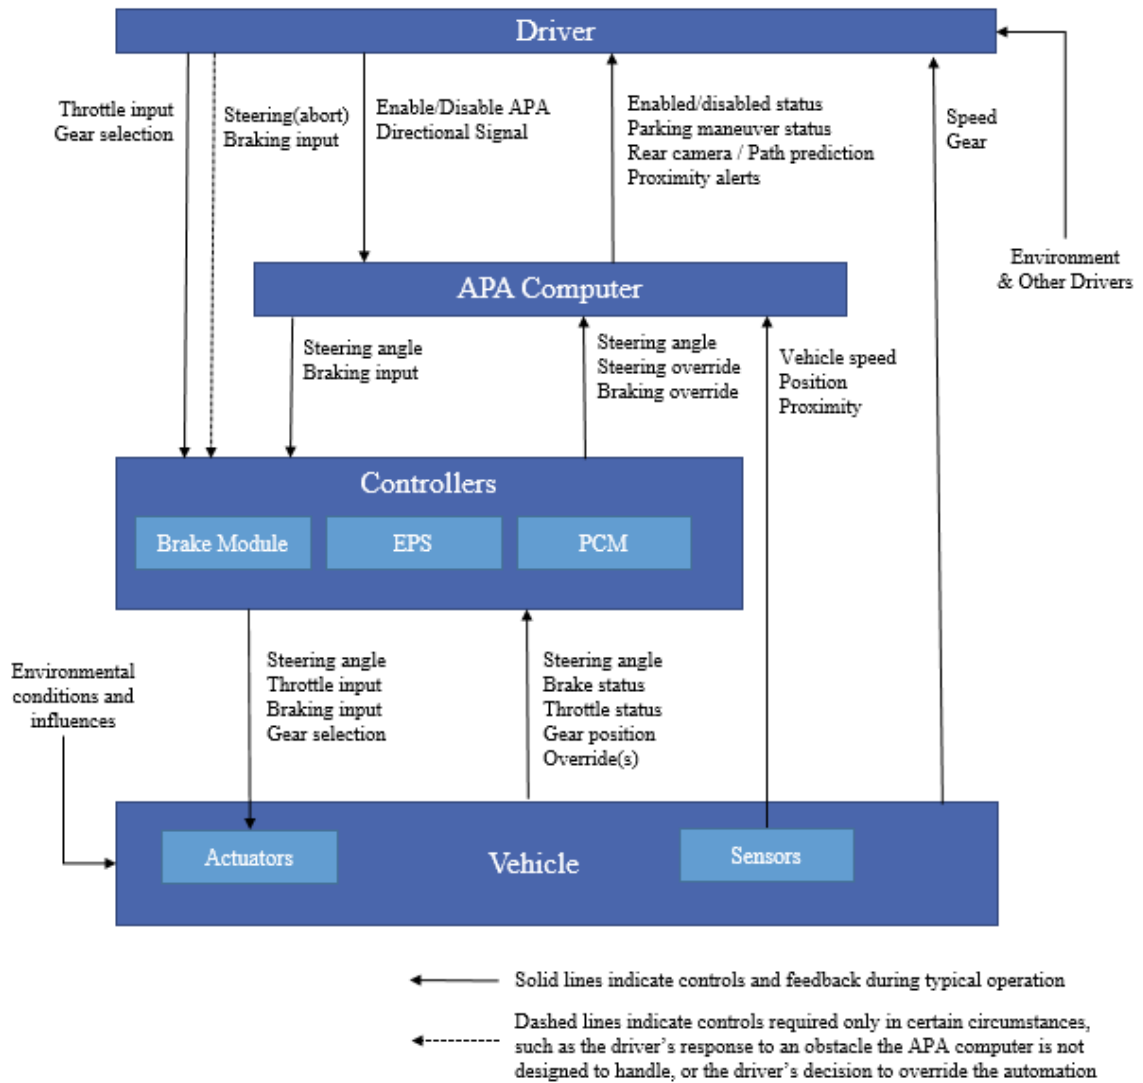 Driver
Throttle input
Gear selection
Steering(abort)
Braking input
Enable/Disable APA
Directional Signal
Enabled/disabled status
Parking maneuver status
Rear camera / Path prediction
Proximity alerts
Speed
Gear
Environment
& Other Drivers
APA Computer
Steering angle
Braking input
Steering angle
Steering override
Braking override
Vehicle speed
Position
Proximity
Controllers
Brake Module
EPS
PCM
Environmental
conditions and
influences
Steering angle
Throttle input
Braking input
Gear selection
Steering angle
Brake status
Throttle status
Gear position
Override(s)
Actuators
Vehicle
Sensors
Solid lines indicate controls and feedback during typical operation
Dashed lines indicate controls required only in certain circumstances,
such as the driver's response to an obstacle the APA computer is not
designed to handle, or the driver's decision to override the automation